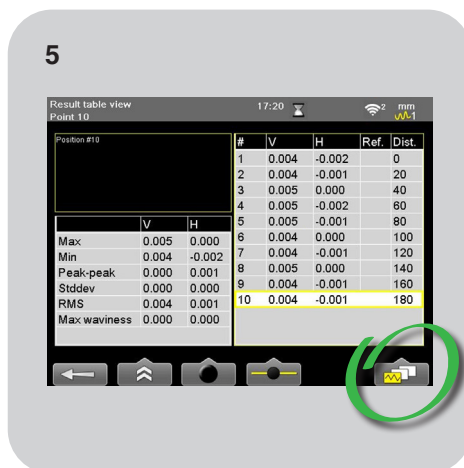 5
Result table view 17:20 2 mm
Point 10 1
Position #10
V H
Max 0.005 0.000
Min 0.004 -0.002
Peak-peak 0.000 0.001
Stddev 0.000 0.000
RMS 0.004 0.001
Max waviness 0.000 0.000
# V H Ref. Dist.
1 0.004 -0.002 0
2 0.004 -0.001 20
3 0.005 0.000 40
4 0.005 -0.002 60
5 0.005 -0.001 80
6 0.004 0.000 100
7 0.004 -0.001 120
8 0.005 0.000 140
9 0.004 -0.001 160
10 0.004 -0.001 180